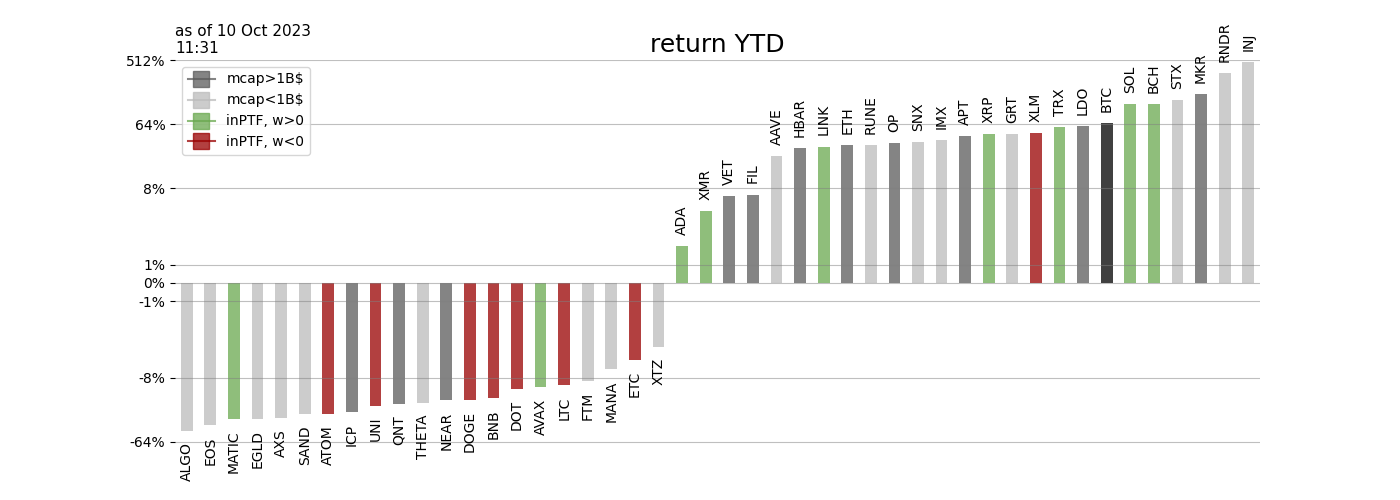 as of 10 Oct 2023
11:31
return YTD
512%
64%
8%
1%
0%
-1%
-8%
-64%
mcap>1B$
mcap<1B$
inPTF, w>0
inPTF, w<0
ALGO
EOS
MATIC
EGLD
AXS
SAND
ATOM
ICP
UNI
QNT
THETA
NEAR
DOGE
BNB
DOT
AVAX
LTC
FTM
MANA
ETC
XTZ
ADA
XMR
VET
FIL
AAVE
HBAR
LINK
ETH
RUNE
OP
SNX
IMX
APT
XRP
GRT
XLM
TRX
LDO
BTC
SOL
BCH
STX
MKR
RNDR
INJ